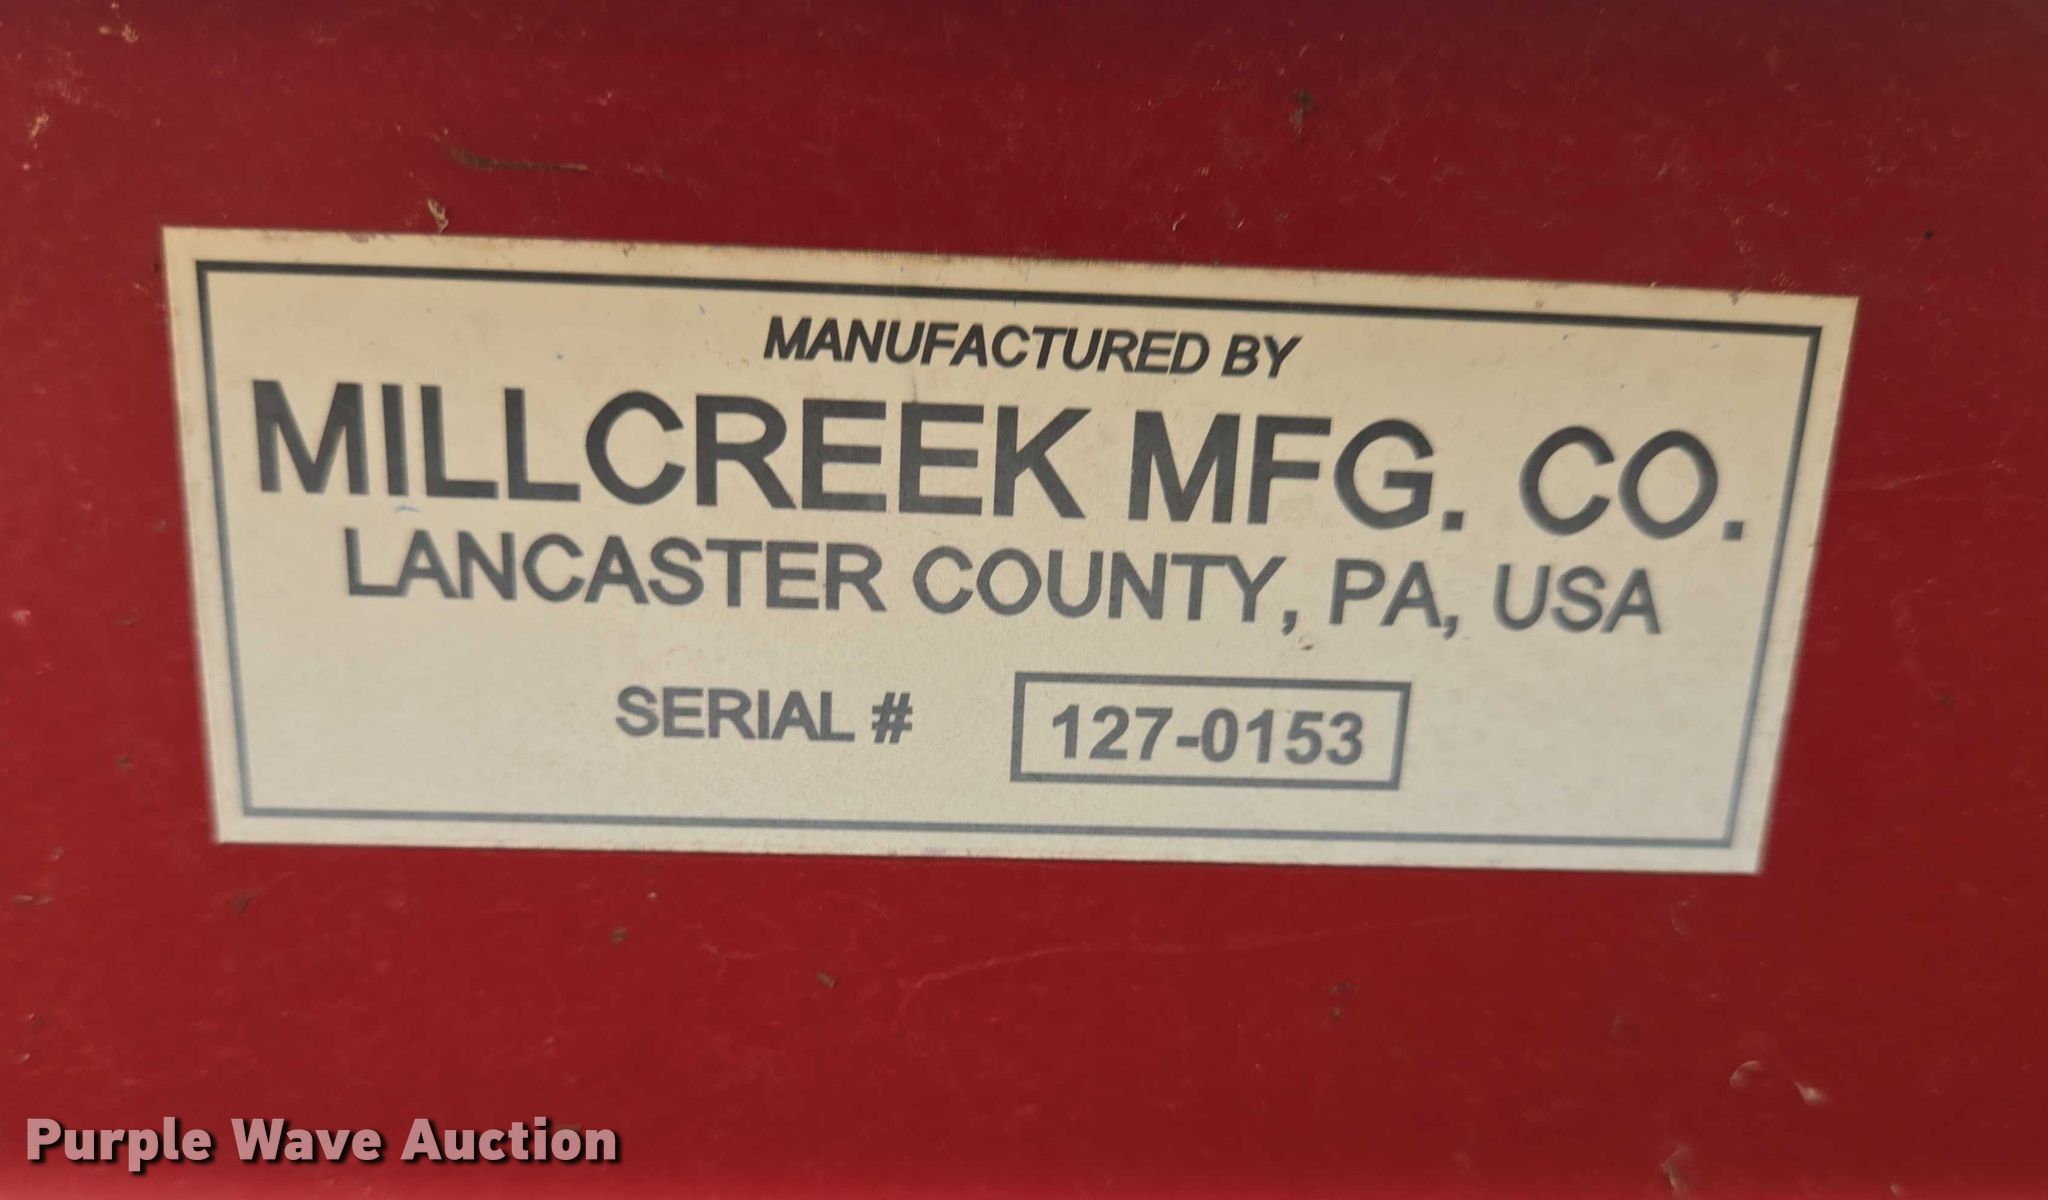 MANUFACTURED BY
MILLCREEK MFG. CO.
LANCASTER COUNTY, PA, USA
SERIAL # 127-0153
Purple Wave Auction